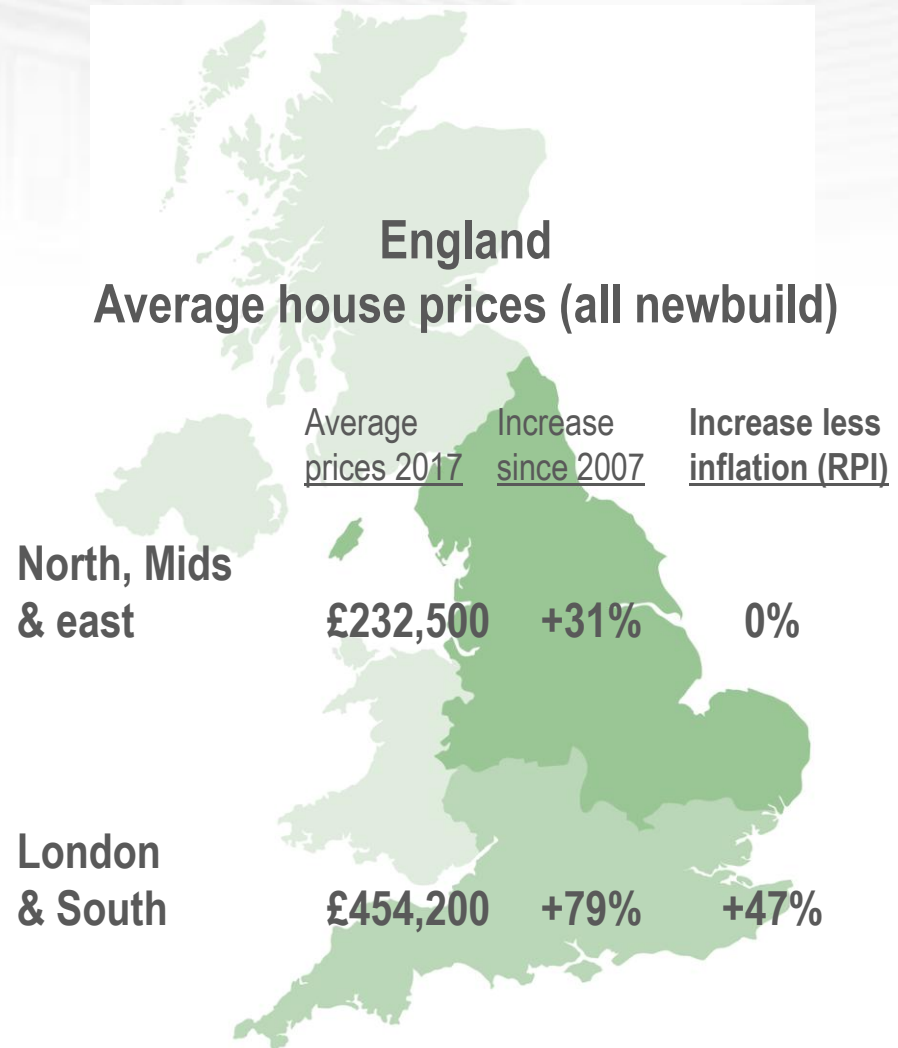 England
Average house prices (all newbuild)
Average Increase Increase less
prices 2017 since 2007 inflation (RPI)
North, Mids
& east £232,500 +31% 0%
London
& South £454,200 +79% +47%